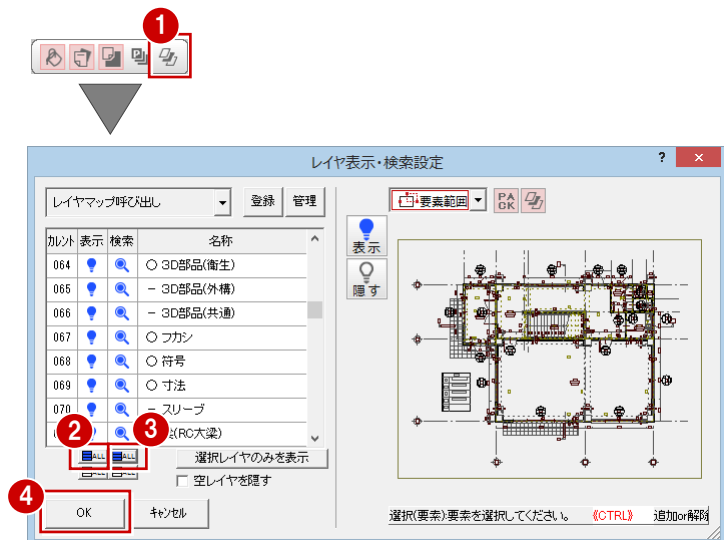 1
レイヤ表示・検索設定 ? ×
レイヤマップ呼び出し 登録 管理
要素範囲 PACK
カレント 表示 検索 名称
表示
隠す
064 ○ 3D部品(衛生)
065 － 3D部品(外構)
066 － 3D部品(共通)
067 ○ フカシ
068 ○ 符号
069 ○ 寸法
070 － スリーブ
(RC大梁)
2 3
ALL ALL 選択レイヤのみを表示
ALL ALL 空レイヤを隠す
4
OK キャンセル
選択(要素):要素を選択してください。 《CTRL》 追加or解除